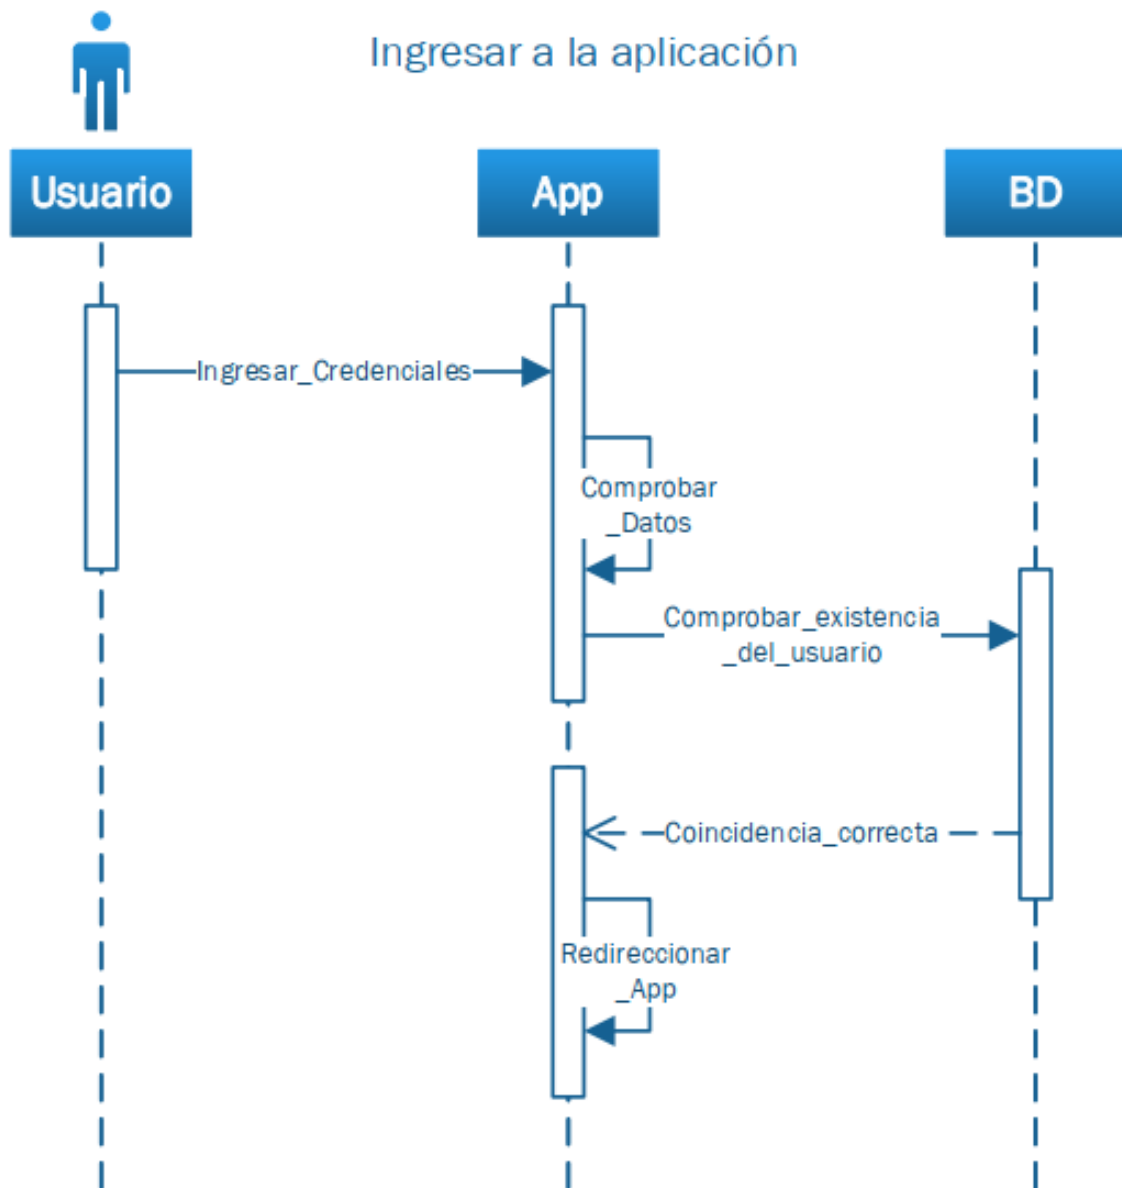 Ingresar a la aplicación
Usuario
App
BD
Ingresar_Credenciales
Comprobar
_Datos
Comprobar_existencia
_del_usuario
Coincidencia_correcta
Redireccionar
_App